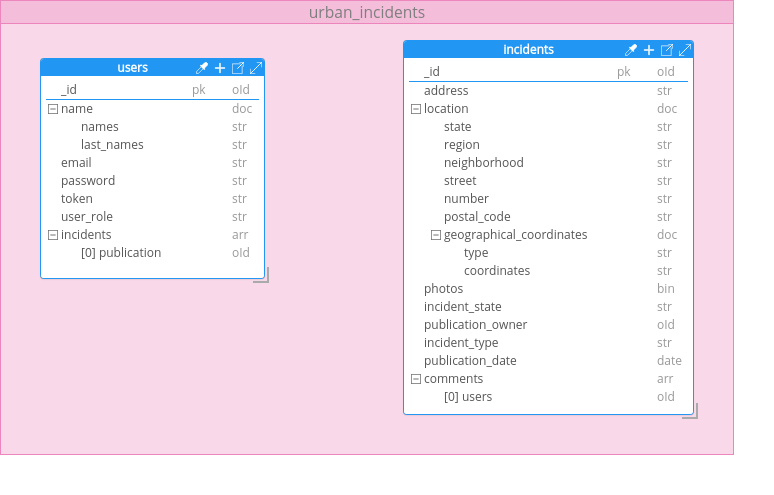 urban_incidents
users
_id pk oId
name doc
names str
last_names str
email str
password str
token str
user_role str
incidents arr
[0] publication oId
incidents
_id pk oId
address str
location doc
state str
region str
neighborhood str
street str
number str
postal_code str
geographical_coordinates doc
type str
coordinates str
photos bin
incident_state str
publication_owner oId
incident_type str
publication_date date
comments arr
[0] users oId